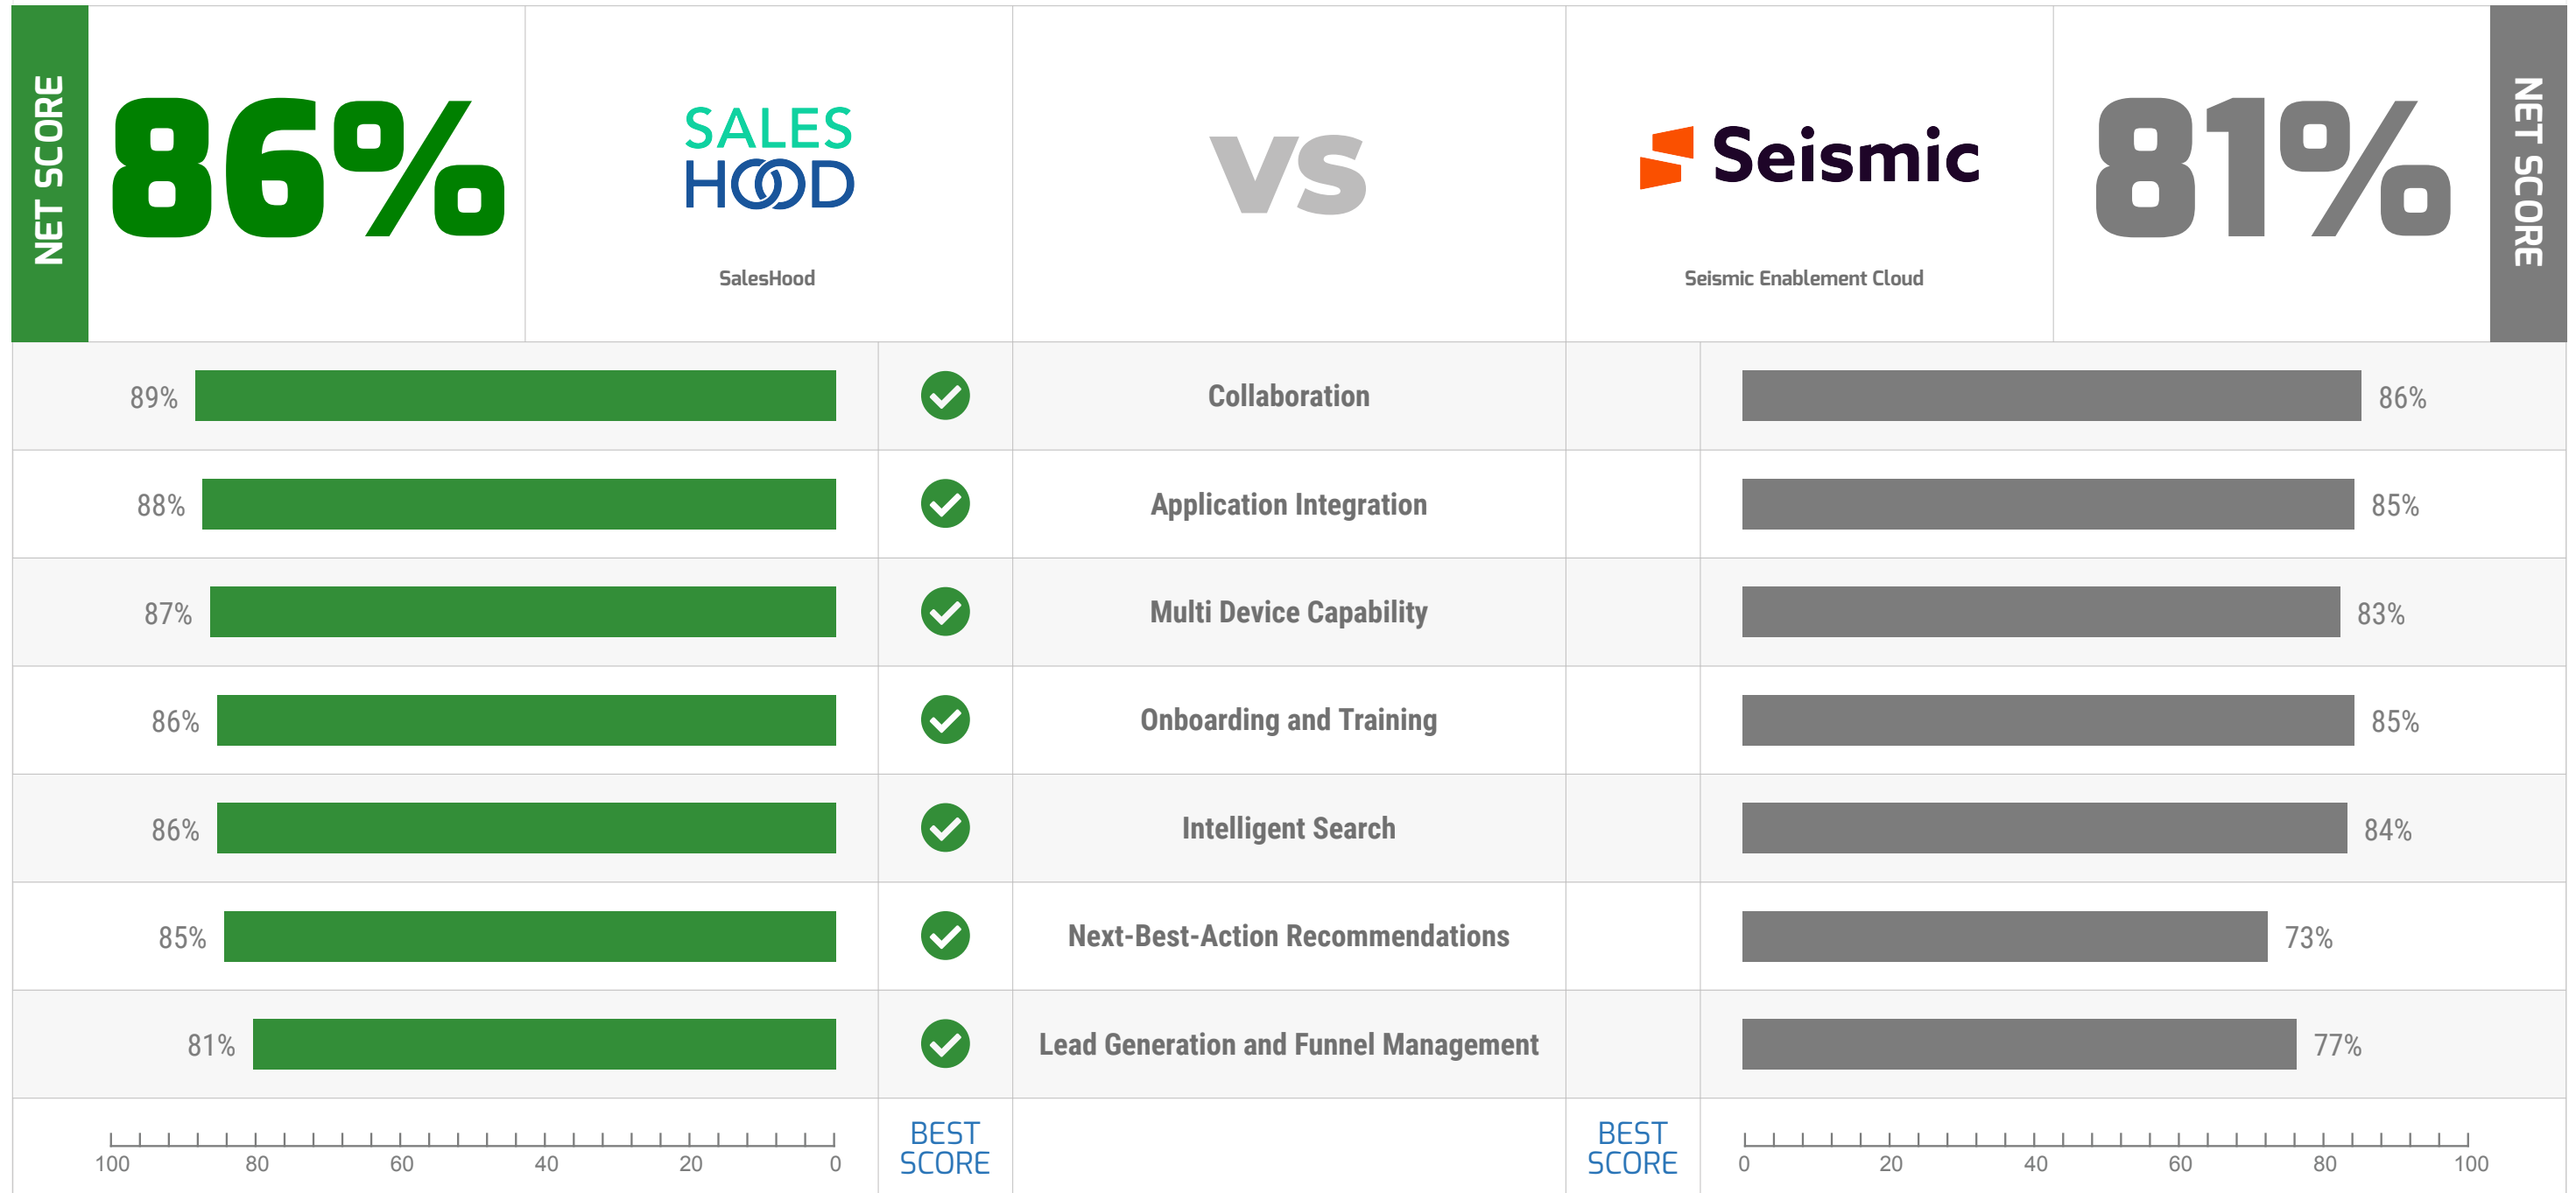 NET SCORE
86%
SALES
HOOD
SalesHood
VS
Seismic
Seismic Enablement Cloud
81%
NET SCORE
89%
Collaboration
86%
88%
Application Integration
85%
87%
Multi Device Capability
83%
86%
Onboarding and Training
85%
86%
Intelligent Search
84%
85%
Next-Best-Action Recommendations
73%
81%
Lead Generation and Funnel Management
77%
100 80 60 40 20 0
BEST
SCORE
BEST
SCORE
0 20 40 60 80 100